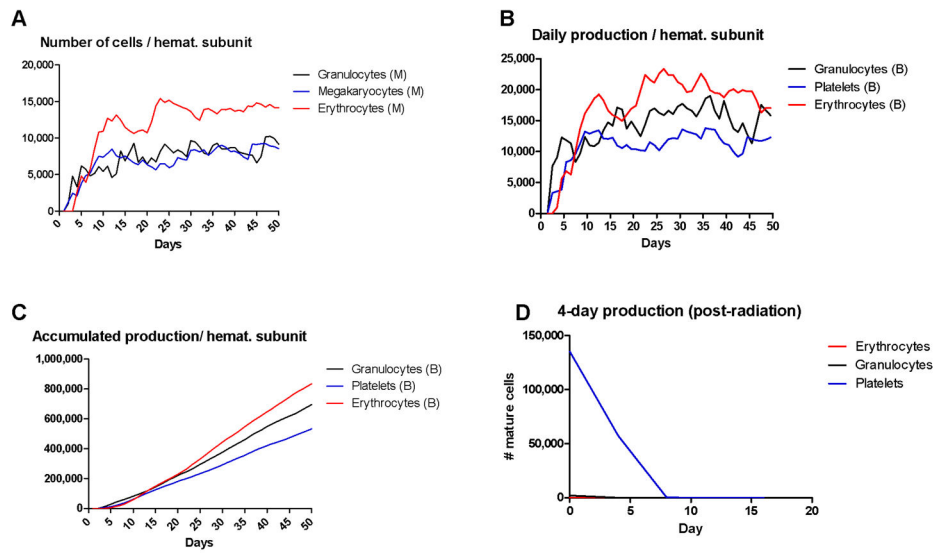 A
Number of cells / hemat. subunit
20,000
15,000
10,000
5,000
0
0 5 10 15 20 25 30 35 40 45 50
Days
Granulocytes (M)
Megakaryocytes (M)
Erythrocytes (M)
B
Daily production / hemat. subunit
25,000
20,000
15,000
10,000
5,000
0
0 5 10 15 20 25 30 35 40 45 50
Days
Granulocytes (B)
Platelets (B)
Erythrocytes (B)
C
Accumulated production/ hemat. subunit
1,000,000
800,000
600,000
400,000
200,000
0
0 5 10 15 20 25 30 35 40 45 50
Days
Granulocytes (B)
Platelets (B)
Erythrocytes (B)
D
4-day production (post-radiation)
# mature cells
150,000
100,000
50,000
0
0 5 10 15 20
Day
Erythrocytes
Granulocytes
Platelets